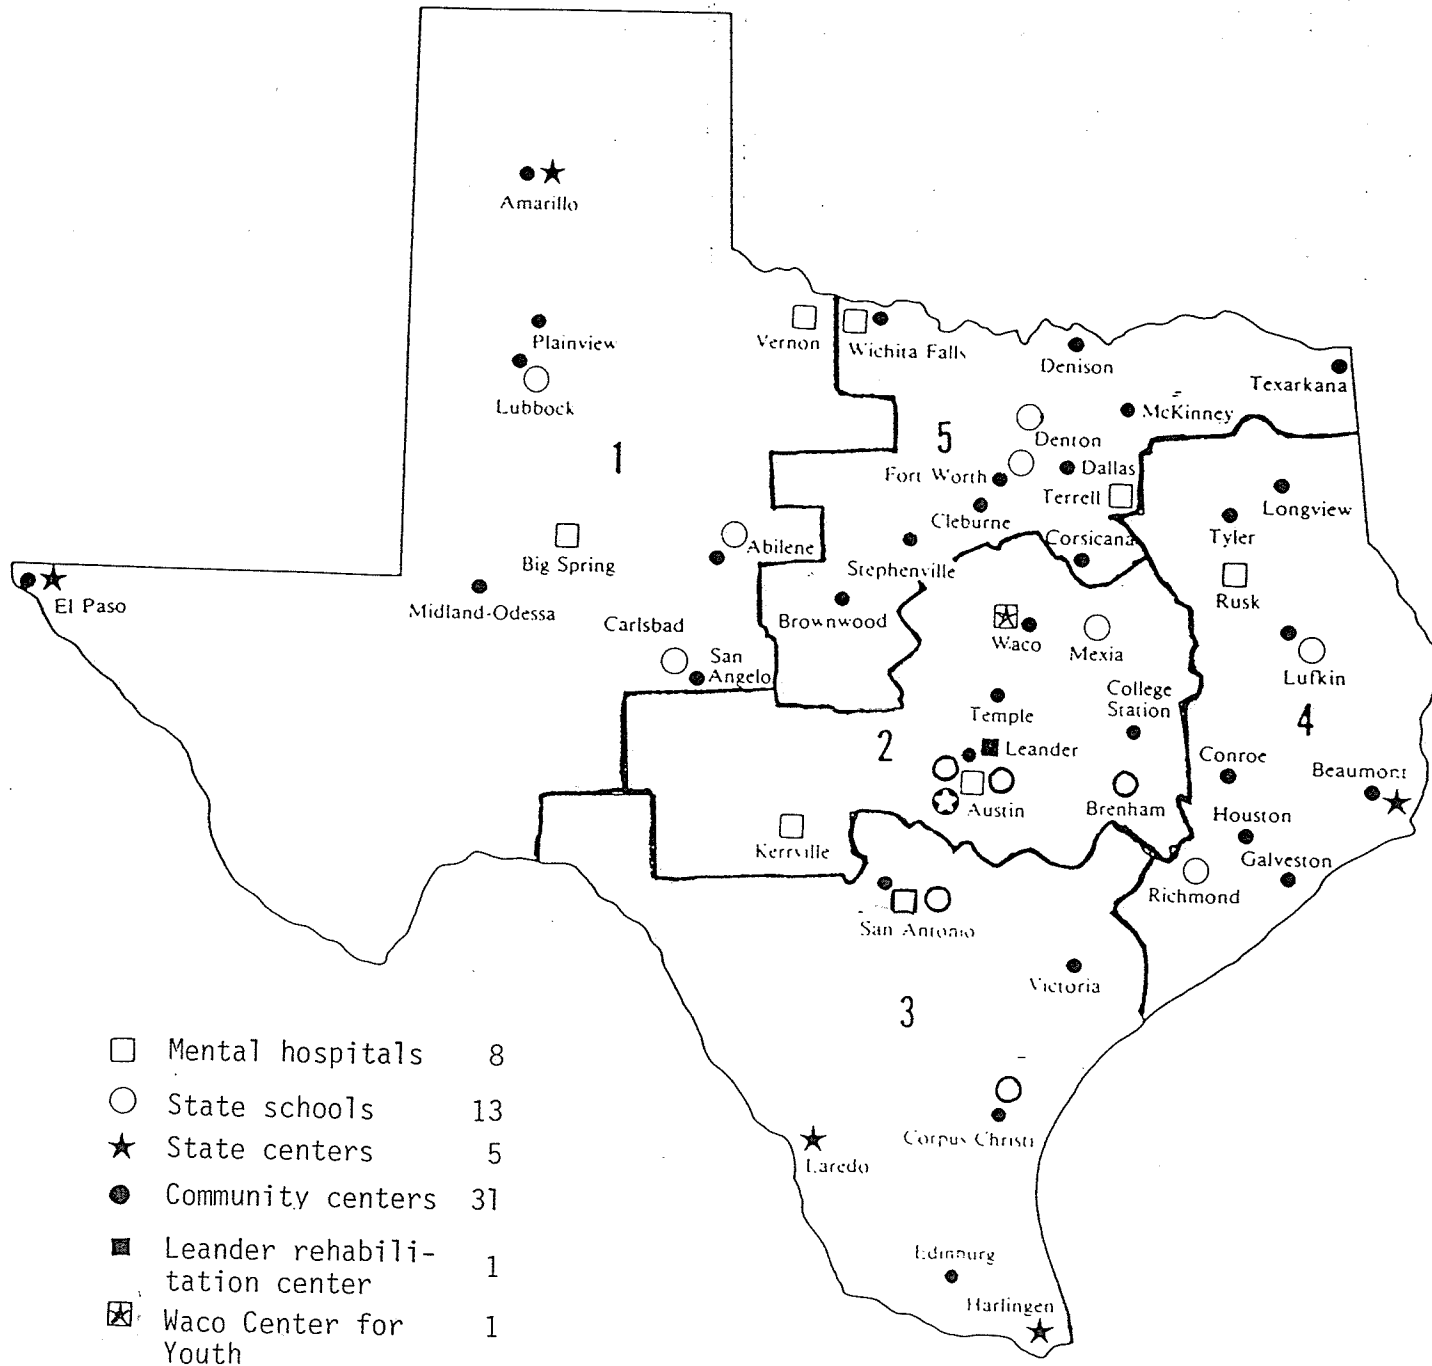 Amarillo
Plainview
Lubbock
Vernon
Wichita Falls
Denison
Texarkana
McKinney
Denton
1
5
Fort Worth
Dallas
Terrell
Longview
Cleburne
Tyler
Corsicana
Abilene
Big Spring
Stephenville
El Paso
Midland-Odessa
Carlsbad
Brownwood
Rusk
San
Angelo
Waco
Mexia
Lufkin
College
Station
Temple
4
2
Leander
Conroe
Beaumont
Austin
Brenham
Houston
Kerrville
Galveston
Richmond
San Antonio
Victoria
3
Corpus Christi
Laredo
Edinburg
Harlingen
Mental hospitals 8
State schools 13
State centers 5
Community centers 31
Leander rehabili-
tation center 1
Waco Center for 1
Youth